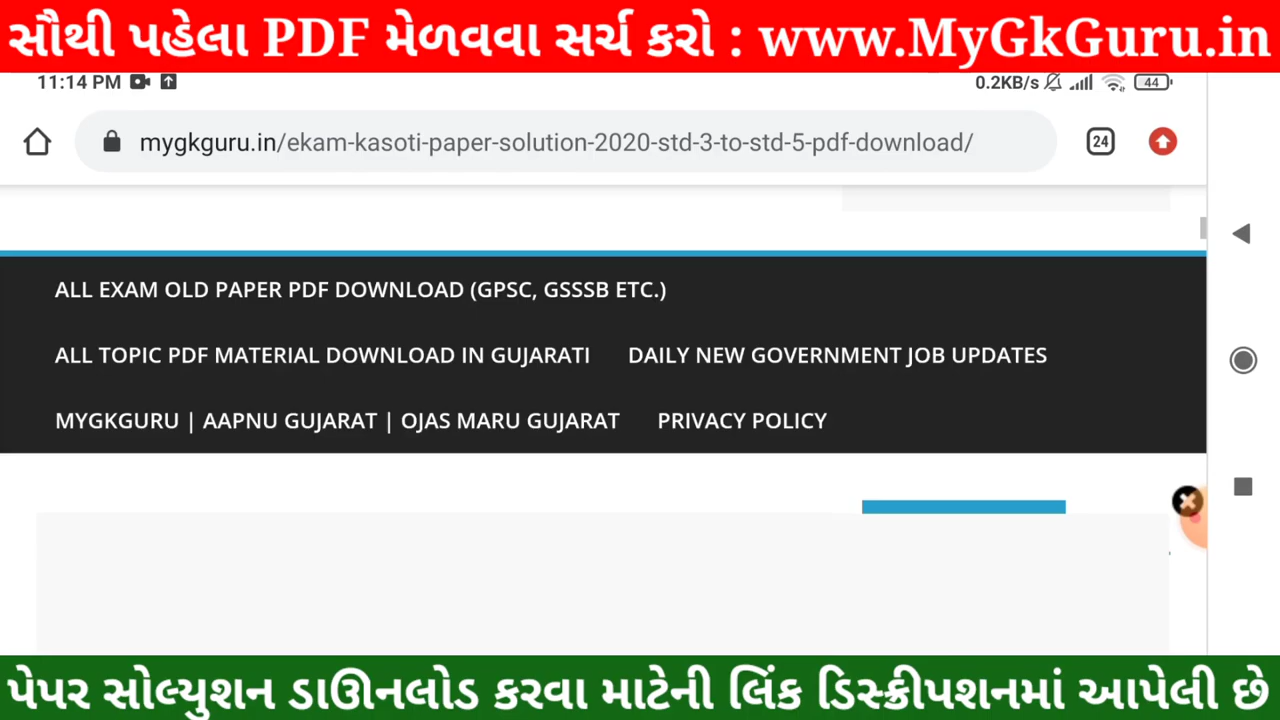 સૌથી પહેલા PDF મેળવવા સર્ચ કરો : www.MyGkGuru.in
11:14 PM 0.2KB/s 44
mygkguru.in/ekam-kasoti-paper-solution-2020-std-3-to-std-5-pdf-download/ 24
ALL EXAM OLD PAPER PDF DOWNLOAD (GPSC, GSSSB ETC.)
ALL TOPIC PDF MATERIAL DOWNLOAD IN GUJARATI DAILY NEW GOVERNMENT JOB UPDATES
MYGKGURU | AAPNU GUJARAT | OJAS MARU GUJARAT PRIVACY POLICY
પેપર સોલ્યુશન ડાઊનલોડ કરવા માટેની લિંક ડિસ્ક્રીપશનમાં આપેલી છે